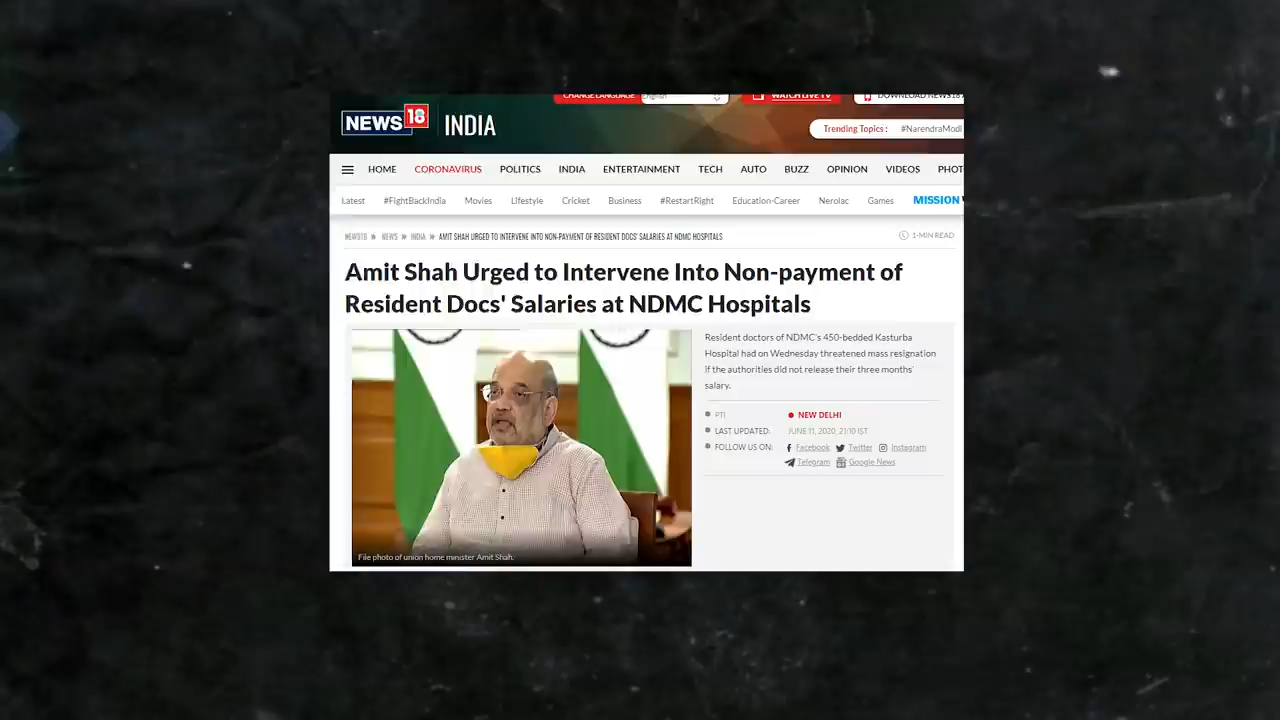 CHANGE LANGUAGE English WATCH LIVE TV DOWNLOAD NEWS18
NEWS 18 INDIA
Trending Topics : #NarendraModi
HOME CORONAVIRUS POLITICS INDIA ENTERTAINMENT TECH AUTO BUZZ OPINION VIDEOS PHOT
Latest #FightBackIndia Movies Lifestyle Cricket Business #RestartRight Education-Career Nerolac Games MISSION
NEWS18 » NEWS » INDIA » AMIT SHAH URGED TO INTERVENE INTO NON-PAYMENT OF RESIDENT DOCS' SALARIES AT NDMC HOSPITALS
1-MIN READ
Amit Shah Urged to Intervene Into Non-payment of
Resident Docs' Salaries at NDMC Hospitals
Resident doctors of NDMC's 450-bedded Kasturba
Hospital had on Wednesday threatened mass resignation
if the authorities did not release their three months'
salary.
PTI NEW DELHI
LAST UPDATED: JUNE 11, 2020, 21:10 IST
FOLLOW US ON: Facebook Twitter Instagram
Telegram Google News
File photo of union home minister Amit Shah.